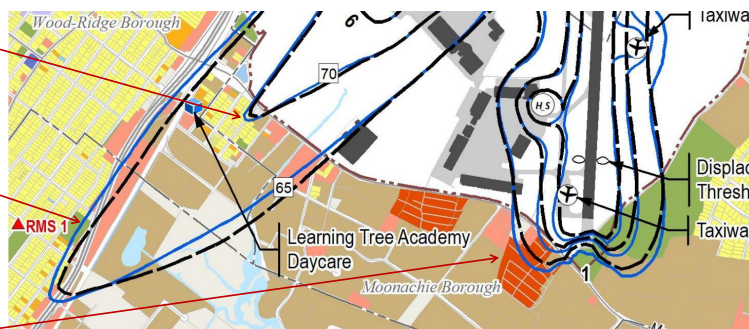 Wood-Ridge Borough
Taxiwa
6
70
HS
65
Displac
Thresh
RMS 1
Taxiwa
Learning Tree Academy
Daycare
Moonachie Borough
1